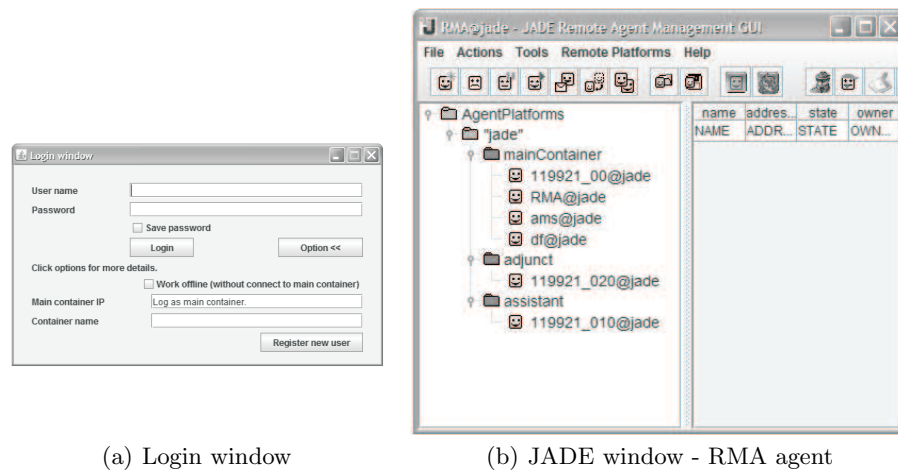 Login window
User name
Password
Save password
Login
Option <<
Click options for more details.
Work offline (without connect to main container)
Main container IP
Log as main container.
Container name
Register new user
(a) Login window
RMA@jade - JADE Remote Agent Management GUI
File Actions Tools Remote Platforms Help
AgentPlatforms
"jade"
mainContainer
119921_00@jade
RMA@jade
ams@jade
df@jade
adjunct
119921_020@jade
assistant
119921_010@jade
name addres... state owner
NAME ADDR... STATE OWN...
(b) JADE window - RMA agent